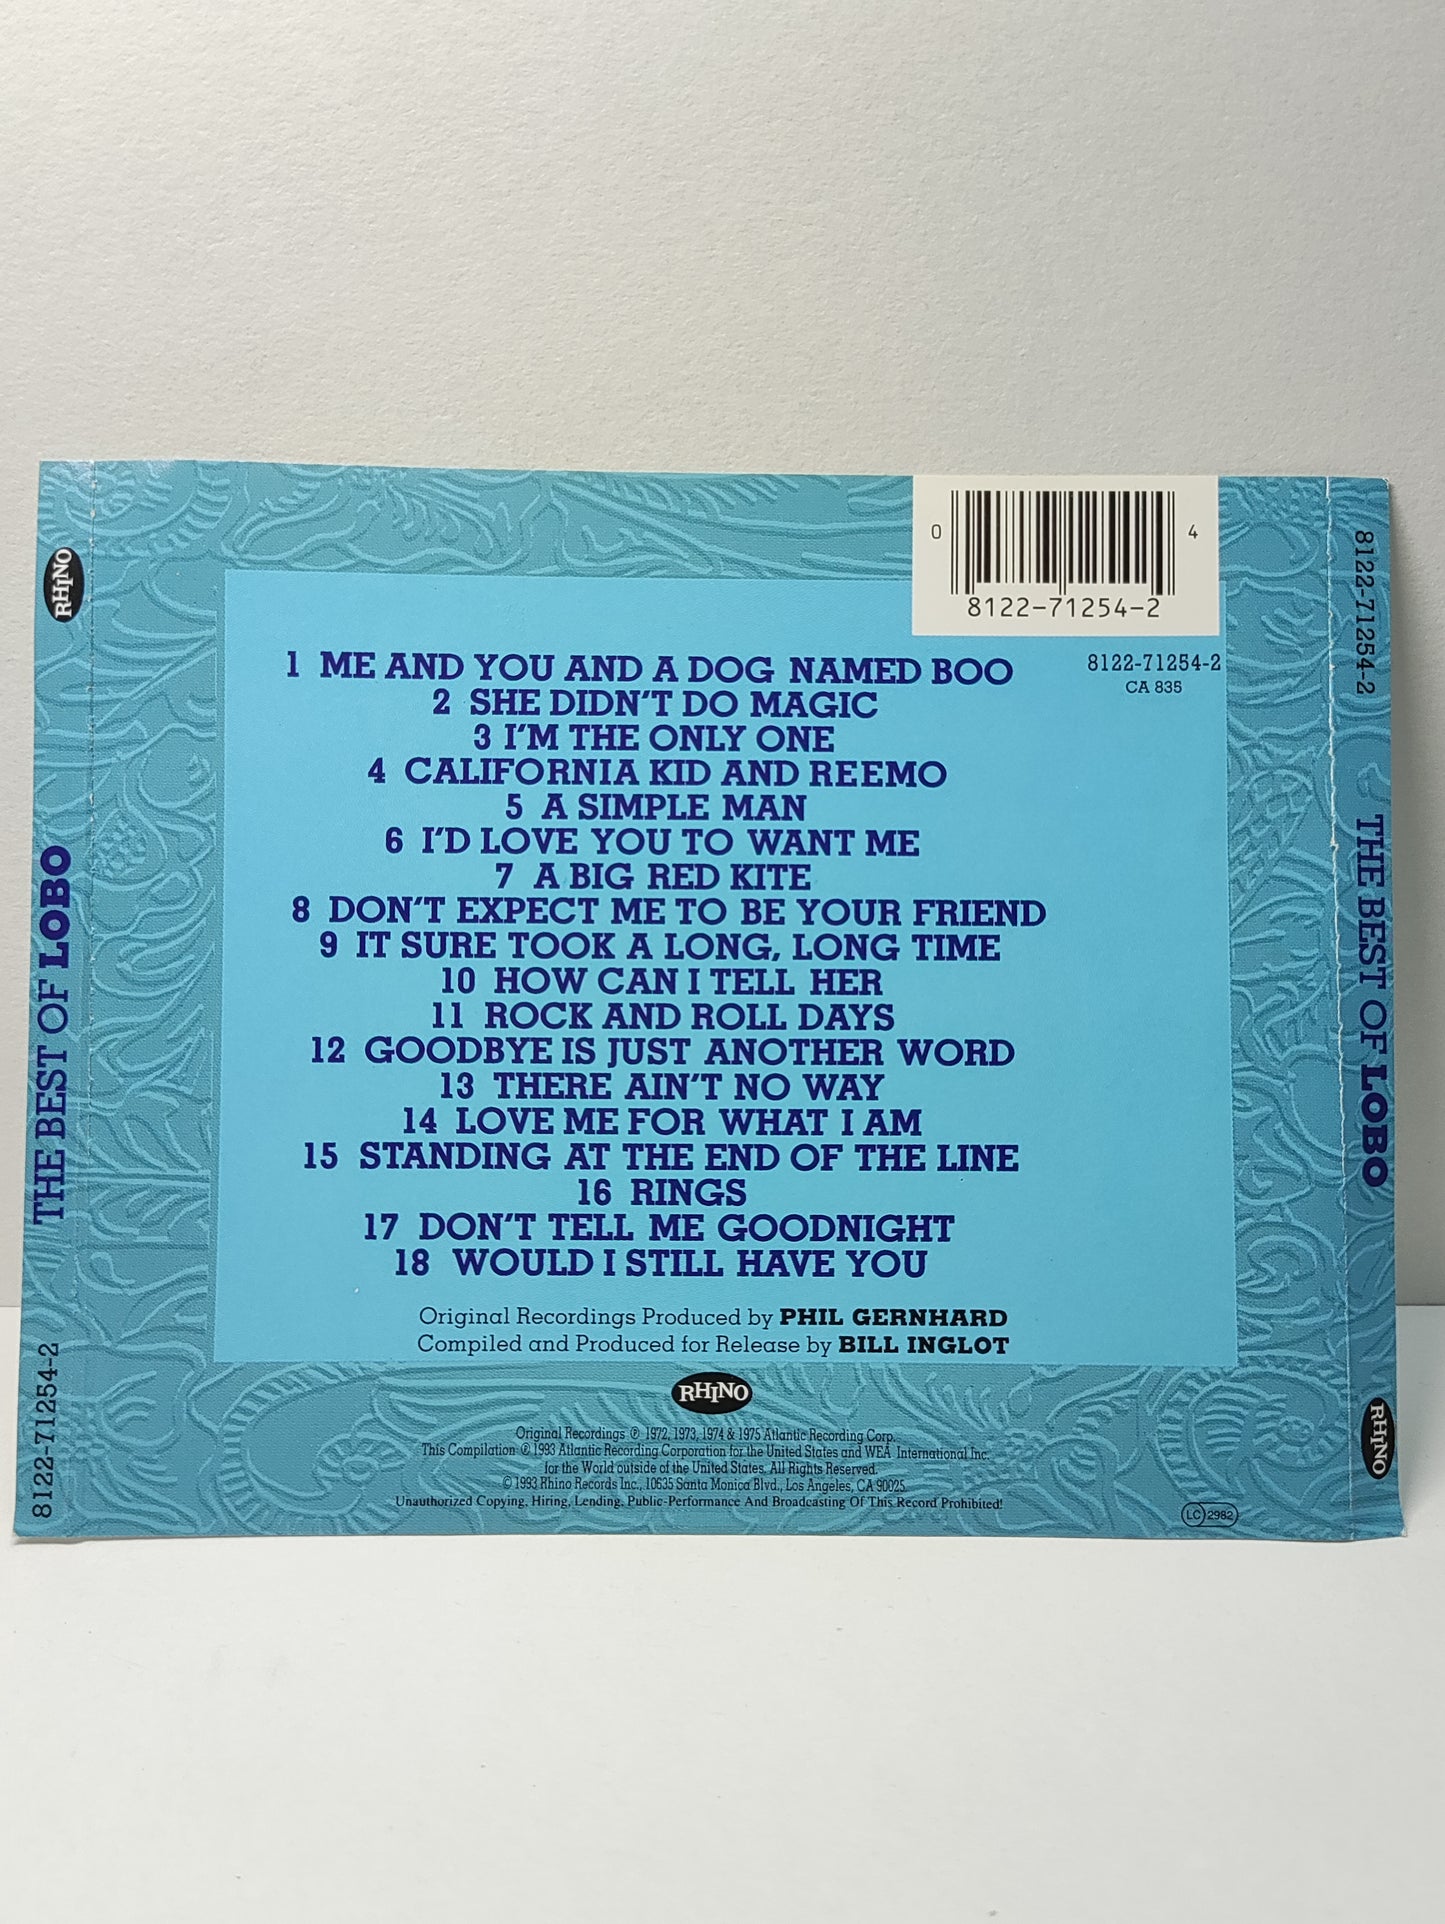 0 4
8122-71254-2
8122-71254-2
CA 835
1 ME AND YOU AND A DOG NAMED BOO
2 SHE DIDN'T DO MAGIC
3 I'M THE ONLY ONE
4 CALIFORNIA KID AND REEMO
5 A SIMPLE MAN
6 I'D LOVE YOU TO WANT ME
7 A BIG RED KITE
8 DON'T EXPECT ME TO BE YOUR FRIEND
9 IT SURE TOOK A LONG, LONG TIME
10 HOW CAN I TELL HER
11 ROCK AND ROLL DAYS
12 GOODBYE IS JUST ANOTHER WORD
13 THERE AIN'T NO WAY
14 LOVE ME FOR WHAT I AM
15 STANDING AT THE END OF THE LINE
16 RINGS
17 DON'T TELL ME GOODNIGHT
18 WOULD I STILL HAVE YOU
Original Recordings Produced by PHIL GERNHARD
Compiled and Produced for Release by BILL INGLOT
RHINO
Original Recordings ℗ 1972, 1973, 1974 & 1975 Atlantic Recording Corp.
This Compilation ℗ 1993 Atlantic Recording Corporation for the United States and WEA International Inc.
for the World outside of the United States. All Rights Reserved.
© 1993 Rhino Records Inc., 10635 Santa Monica Blvd., Los Angeles, CA 90025.
Unauthorized Copying, Hiring, Lending, Public-Performance And Broadcasting Of This Record Prohibited!
LC 2982
8122-71254-2 THE BEST OF LOBO RHINO
8122-71254-2 THE BEST OF LOBO RHINO